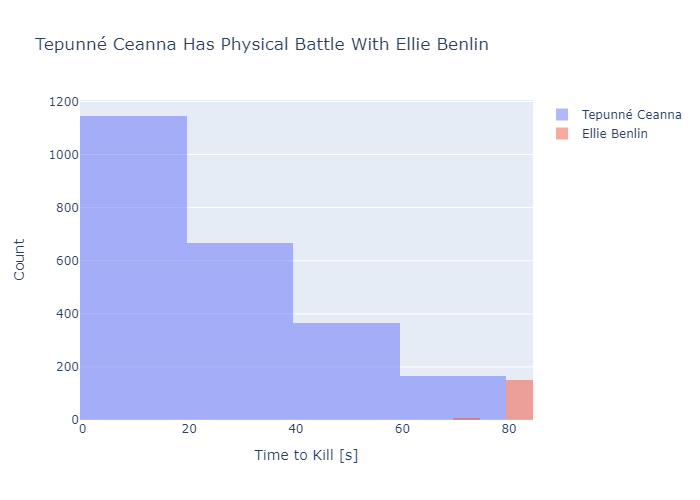 Tepunné Ceanna Has Physical Battle With Ellie Benlin
1200
1000
800
600
400
200
0
Count
0 20 40 60 80
Time to Kill [s]
Tepunné Ceanna
Ellie Benlin